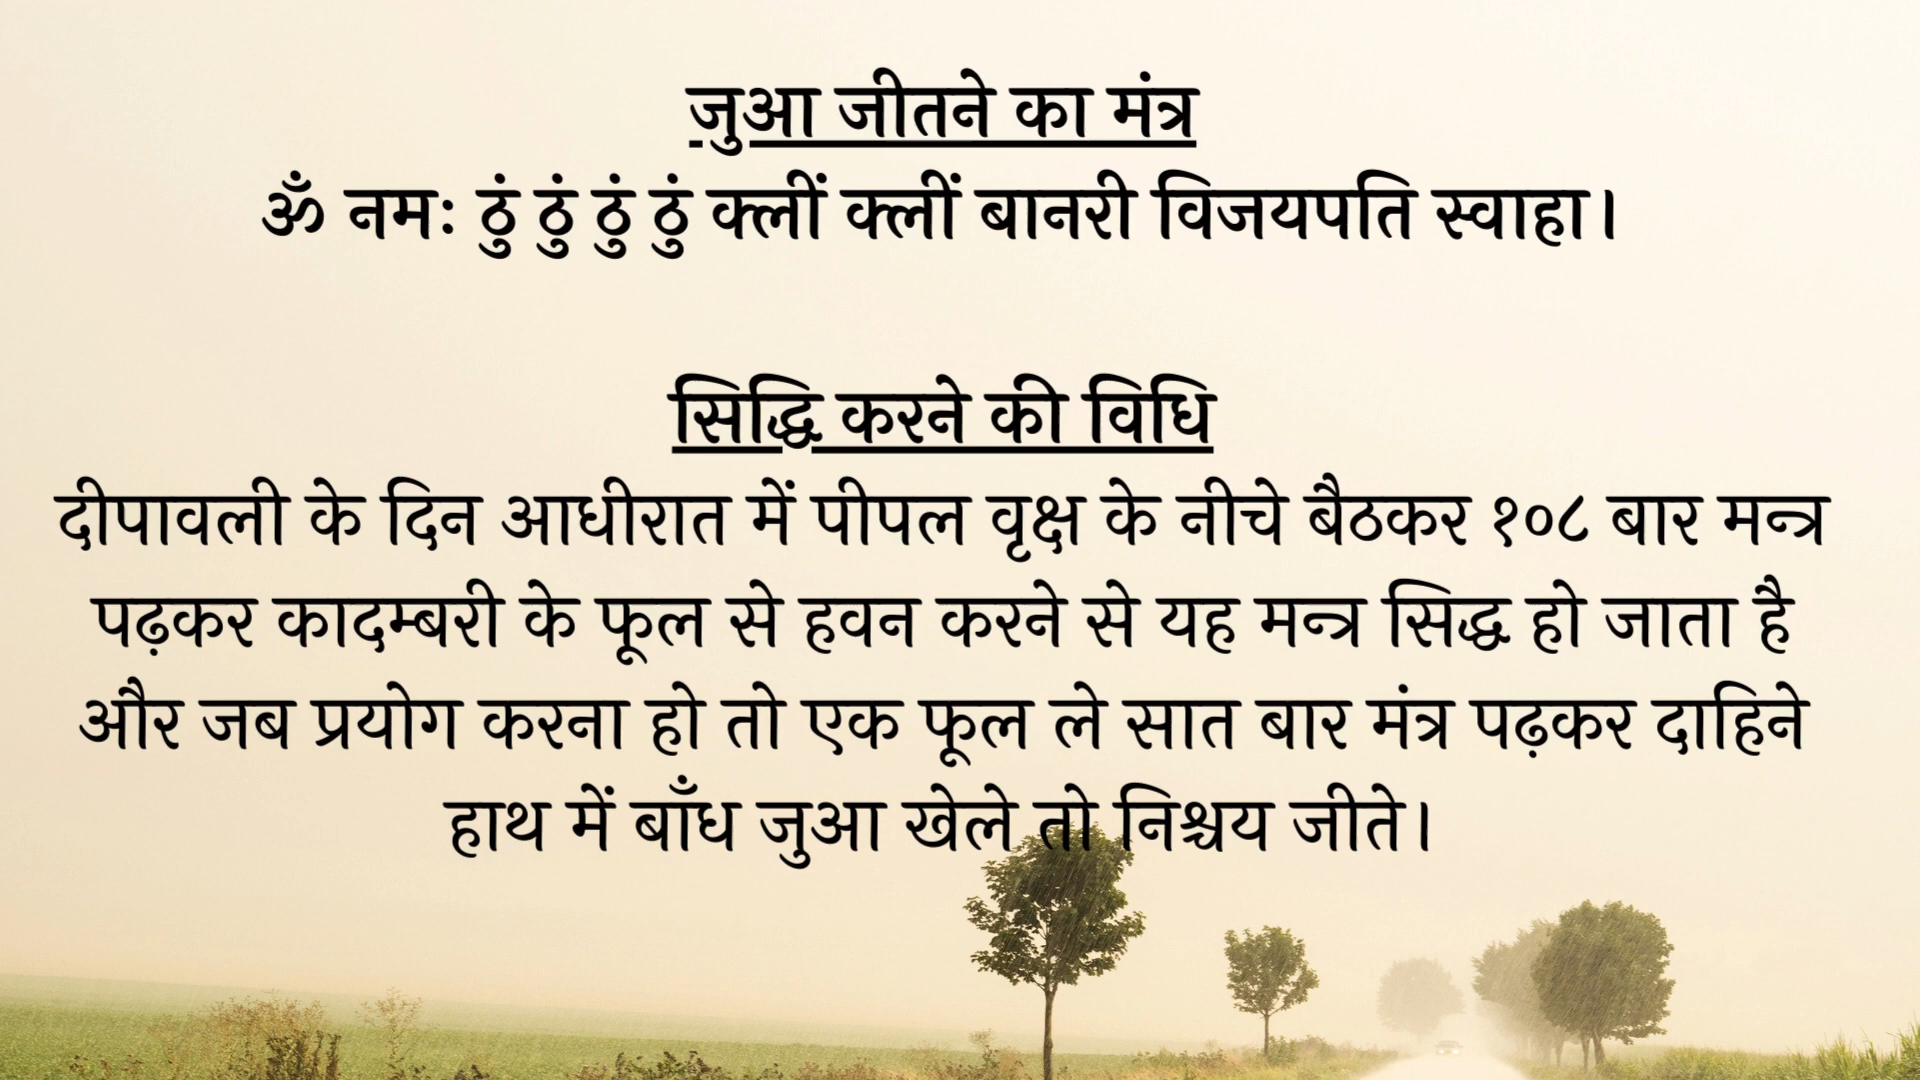 जुआ जीतने का मंत्र
ॐ नमः ठुं ठुं ठुं ठुं क्लीं क्लीं बानरी विजयपति स्वाहा।
सिद्धि करने की विधि
दीपावली के दिन आधीरात में पीपल वृक्ष के नीचे बैठकर १०८ बार मन्त्र
पढ़कर कादम्बरी के फूल से हवन करने से यह मन्त्र सिद्ध हो जाता है
और जब प्रयोग करना हो तो एक फूल ले सात बार मंत्र पढ़कर दाहिने
हाथ में बाँध जुआ खेले तो निश्चय जीते।